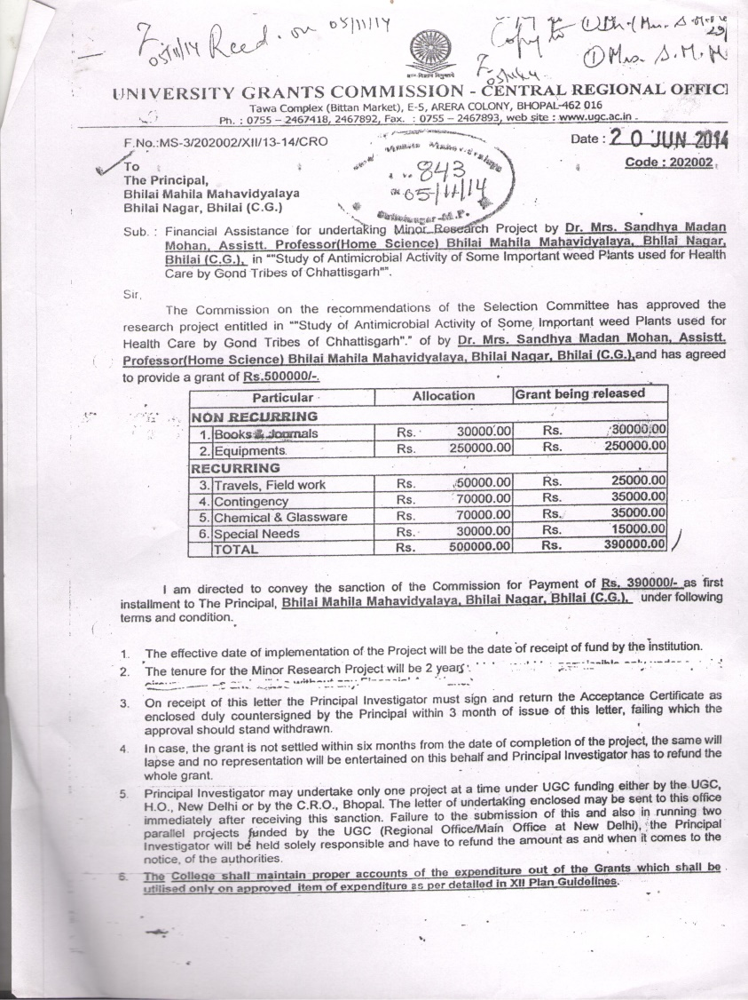 05/11/14 Recd. on 05/11/14
Copy to ① Dr. (Mrs. S.
① Mrs. S. M. M
UNIVERSITY GRANTS COMMISSION - CENTRAL REGIONAL OFFIC
Tawa Complex (Bittan Market), E-5, ARERA COLONY, BHOPAL-462 016
Ph. : 0755 – 2467418, 2467892, Fax. : 0755 – 2467893, web site : www.ugc.ac.in .
F.No.:MS-3/202002/XII/13-14/CRO
Date : 20 JUN 2014
Code : 202002
843
05/11/14
To
The Principal,
Bhilai Mahila Mahavidyalaya
Bhilai Nagar, Bhilai (C.G.)
Sub. : Financial Assistance for undertaking Minor Research Project by Dr. Mrs. Sandhya Madan
Mohan, Assistt. Professor(Home Science) Bhilai Mahila Mahavidyalaya, Bhilai Nagar,
Bhilai (C.G.), in ""Study of Antimicrobial Activity of Some Important weed Plants used for Health
Care by Gond Tribes of Chhattisgarh"".
Sir,
The Commission on the recommendations of the Selection Committee has approved the
research project entitled in ""Study of Antimicrobial Activity of Some Important weed Plants used for
Health Care by Gond Tribes of Chhattisgarh"." of by Dr. Mrs. Sandhya Madan Mohan, Assistt.
Professor(Home Science) Bhilai Mahila Mahavidyalaya, Bhilai Nagar, Bhilai (C.G.),and has agreed
to provide a grant of Rs.500000/-.
Particular Allocation Grant being released
NON RECURRING
1. Books & Journals Rs. 30000.00 Rs. 30000.00
2. Equipments Rs. 250000.00 Rs. 250000.00
RECURRING
3. Travels, Field work Rs. 50000.00 Rs. 25000.00
4. Contingency Rs. 70000.00 Rs. 35000.00
5. Chemical & Glassware Rs. 70000.00 Rs. 35000.00
6. Special Needs Rs. 30000.00 Rs. 15000.00
TOTAL Rs. 500000.00 Rs. 390000.00
I am directed to convey the sanction of the Commission for Payment of Rs. 390000/- as first
installment to The Principal, Bhilai Mahila Mahavidyalaya, Bhilai Nagar, Bhilai (C.G.), under following
terms and condition.
1. The effective date of implementation of the Project will be the date of receipt of fund by the institution.
2. The tenure for the Minor Research Project will be 2 years
3. On receipt of this letter the Principal Investigator must sign and return the Acceptance Certificate as
enclosed duly countersigned by the Principal within 3 month of issue of this letter, failing which the
approval should stand withdrawn.
4. In case, the grant is not settled within six months from the date of completion of the project, the same will
lapse and no representation will be entertained on this behalf and Principal Investigator has to refund the
whole grant.
5. Principal Investigator may undertake only one project at a time under UGC funding either by the UGC,
H.O., New Delhi or by the C.R.O., Bhopal. The letter of undertaking enclosed may be sent to this office
immediately after receiving this sanction. Failure to the submission of this and also in running two
parallel projects funded by the UGC (Regional Office/Main Office at New Delhi), the Principal
Investigator will be held solely responsible and have to refund the amount as and when it comes to the
notice, of the authorities.
6. The College shall maintain proper accounts of the expenditure out of the Grants which shall be
utilised only on approved item of expenditure as per detailed in XII Plan Guidelines.